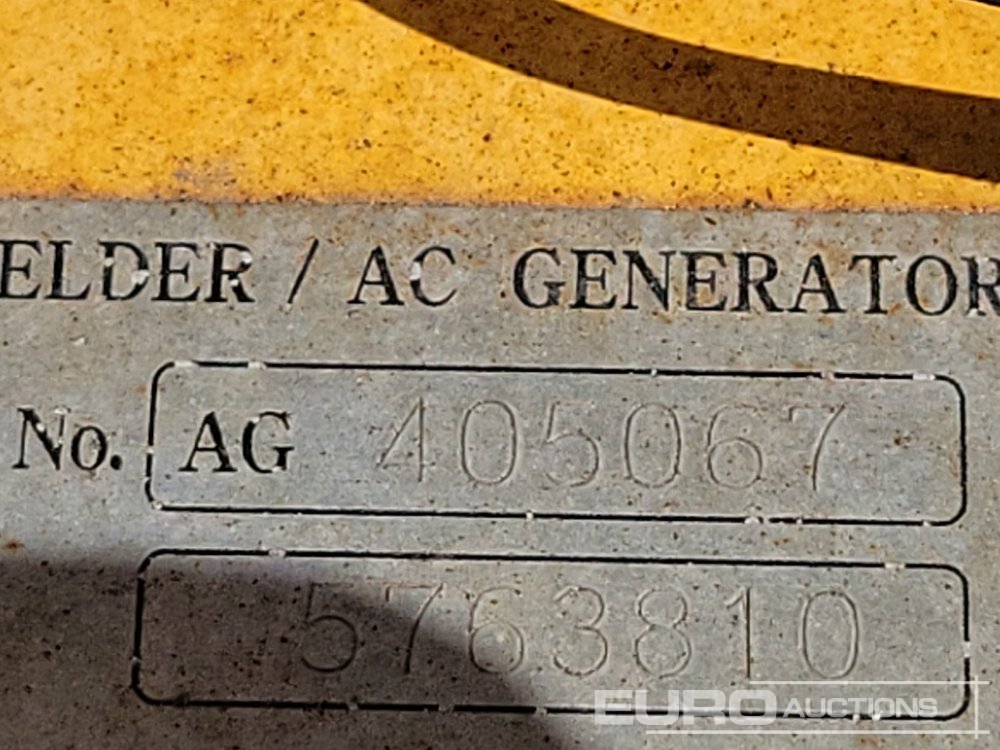 ELDER / AC GENERATOR
No. AG 405067
5763810
EURO AUCTIONS